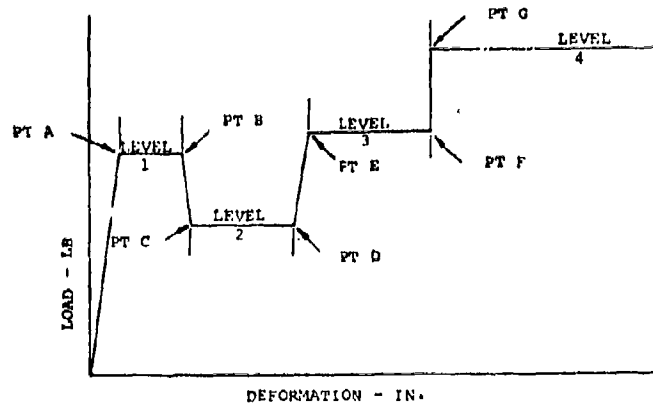 PT G
LEVEL
4
PT A
PT B
LEVEL
1
LEVEL
3
PT E
PT F
LEVEL
2
PT C
PT D
LOAD - LB
DEFORMATION - IN.